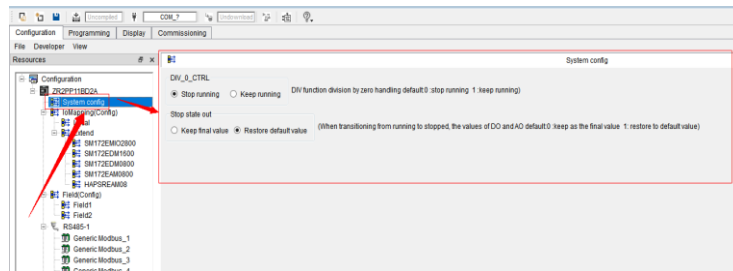 Uncompiled COM_? Undownload
Configuration Programming Display Commissioning
File Developer View
Resources
System config
Configuration
ZR2PP11BD2A
System config
IoMapping(Config)
Extend
SM172EMIO2800
SM172EDM1600
SM172EDM0800
SM172EAM0800
HAPSREAM08
Field(Config)
Field1
Field2
RS485-1
Generic.Modbus_1
Generic.Modbus_2
Generic.Modbus_3
DIV_0_CTRL
Stop running Keep running DIV function division by zero handling default:0 :stop running 1 :keep running)
Stop state out
Keep final value Restore default value (When transitioning from running to stopped, the values of DO and AO default:0 :keep as the final value 1: restore to default value)